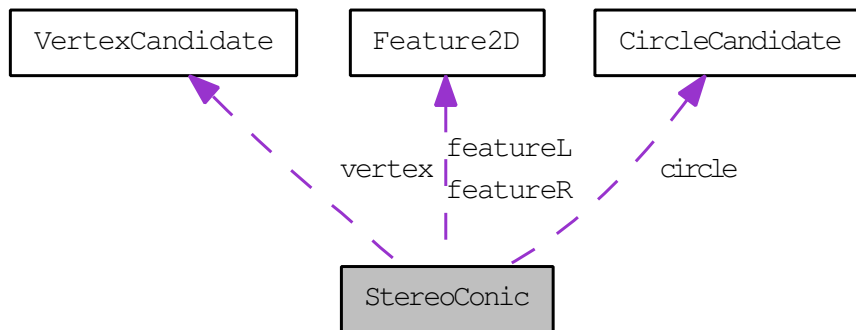 VertexCandidate
Feature2D
CircleCandidate
vertex
featureL
featureR
circle
StereoConic